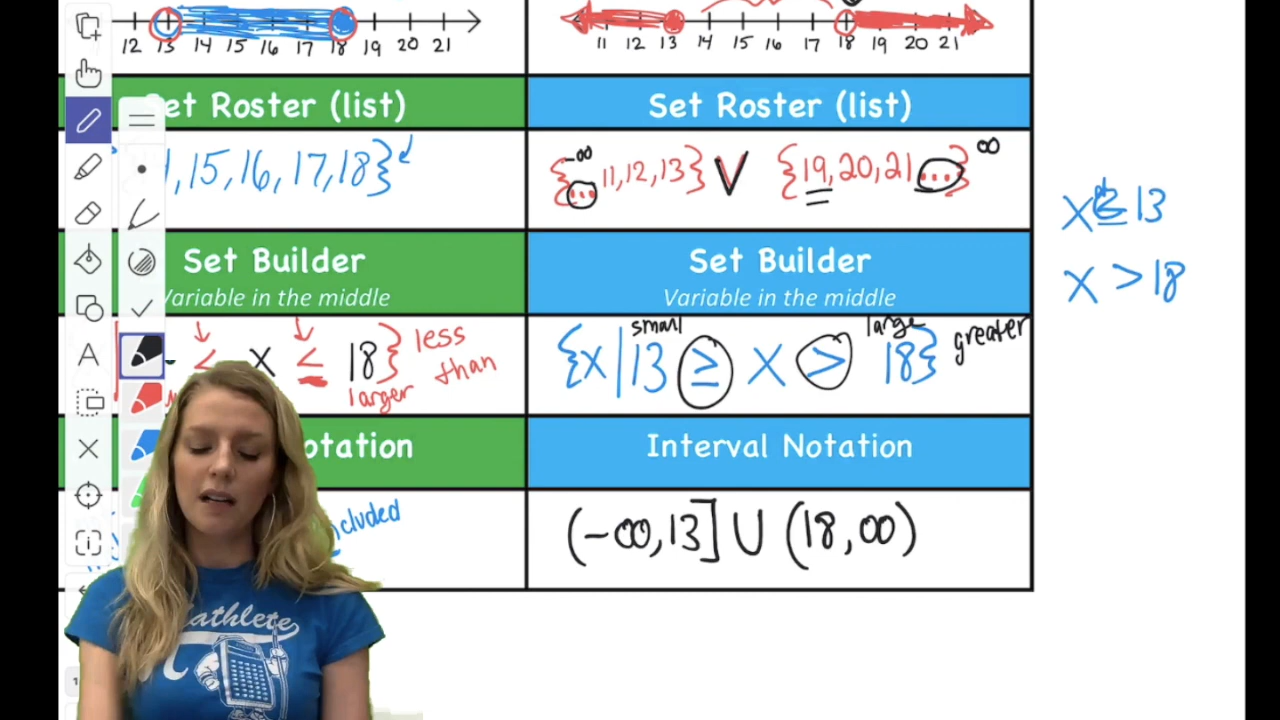 12 13 14 15 16 17 18 19 20 21
11 12 13 14 15 16 17 18 19 20 21
Set Roster (list)
Set Roster (list)
,15,16,17,18}
-∞
{... 11,12,13} V {19,20,21 ...}
∞
x ≤ 13
x > 18
Set Builder
Variable in the middle
Set Builder
Variable in the middle
≤ x ≤ 18}
less than
larger
small
large
{x|13 ≥ x > 18}
greater
otation
Interval Notation
cluded
(-∞,13] U (18,∞)
athlete
A